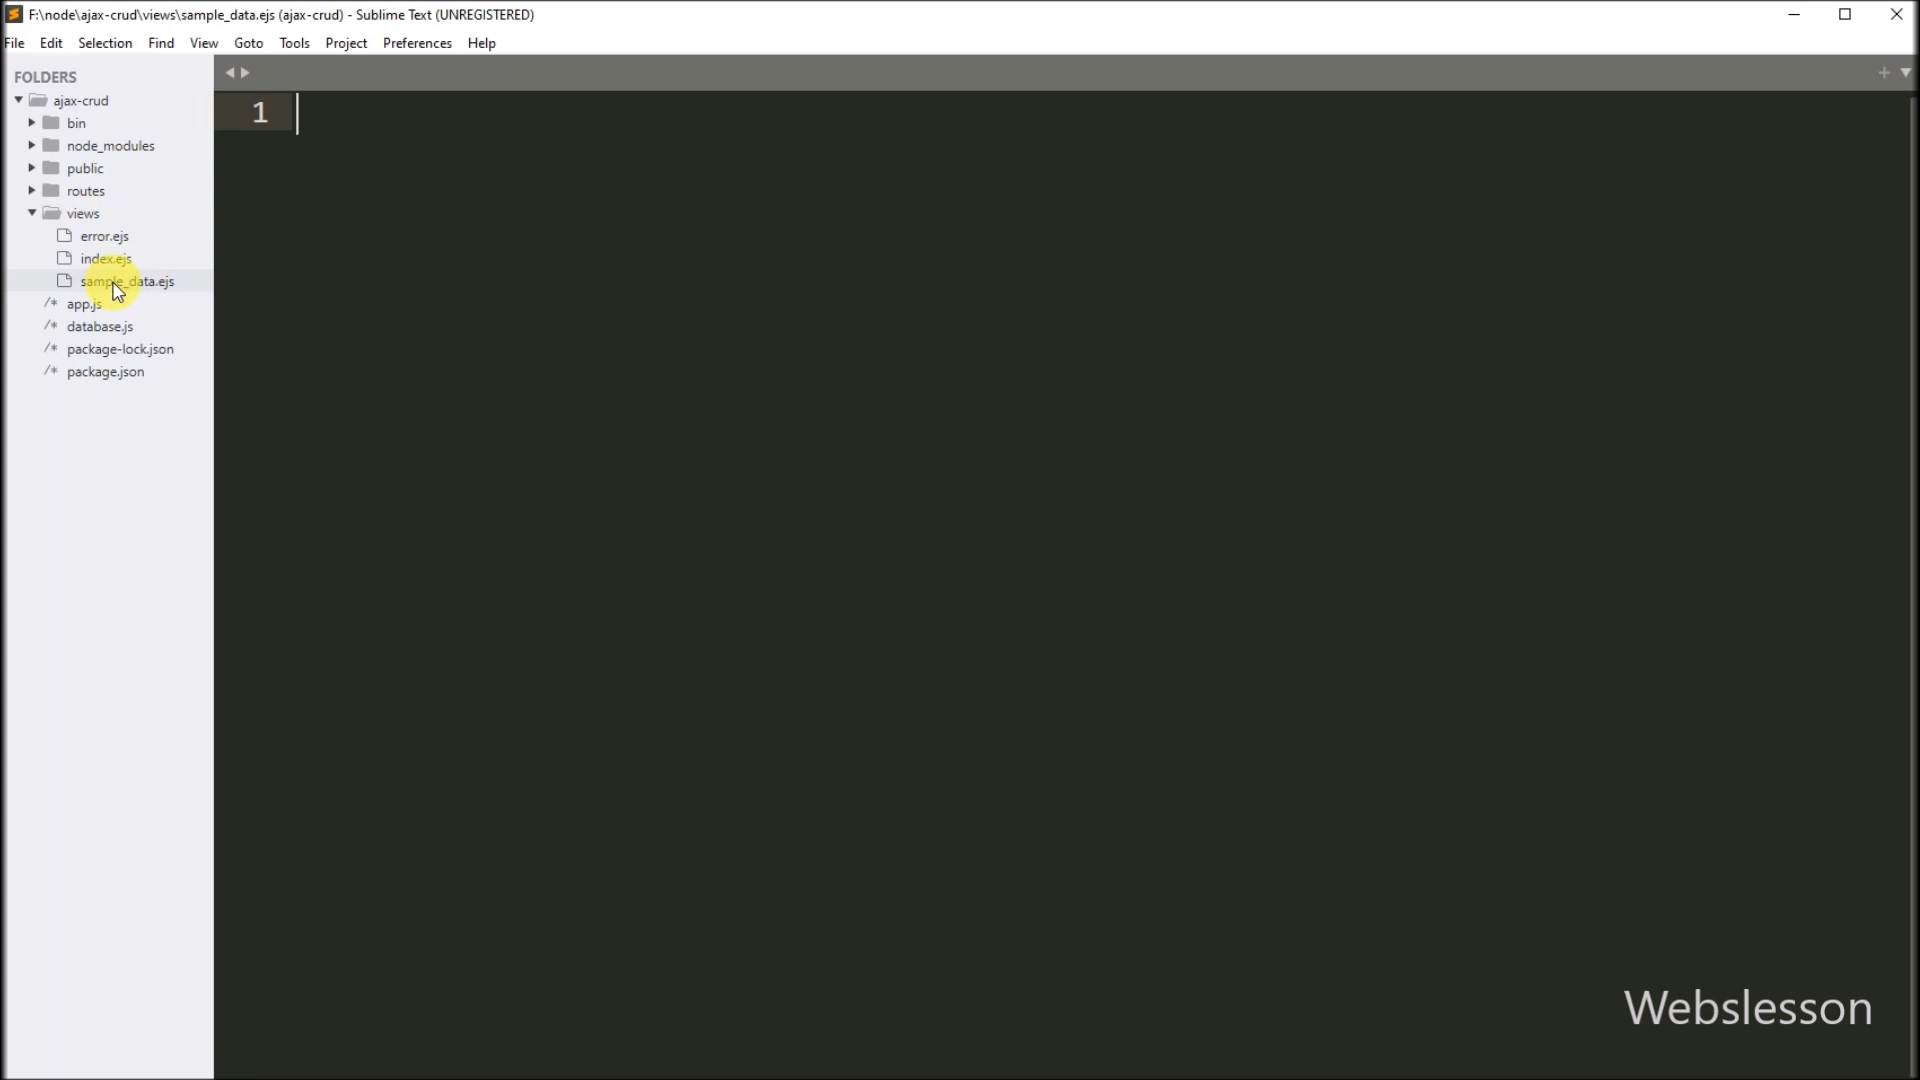 F:\node\ajax-crud\views\sample_data.ejs (ajax-crud) - Sublime Text (UNREGISTERED)
File Edit Selection Find View Goto Tools Project Preferences Help
FOLDERS
ajax-crud
bin
node_modules
public
routes
views
error.ejs
index.ejs
sample_data.ejs
/* app.js
/* database.js
/* package-lock.json
/* package.json
1
Webslesson